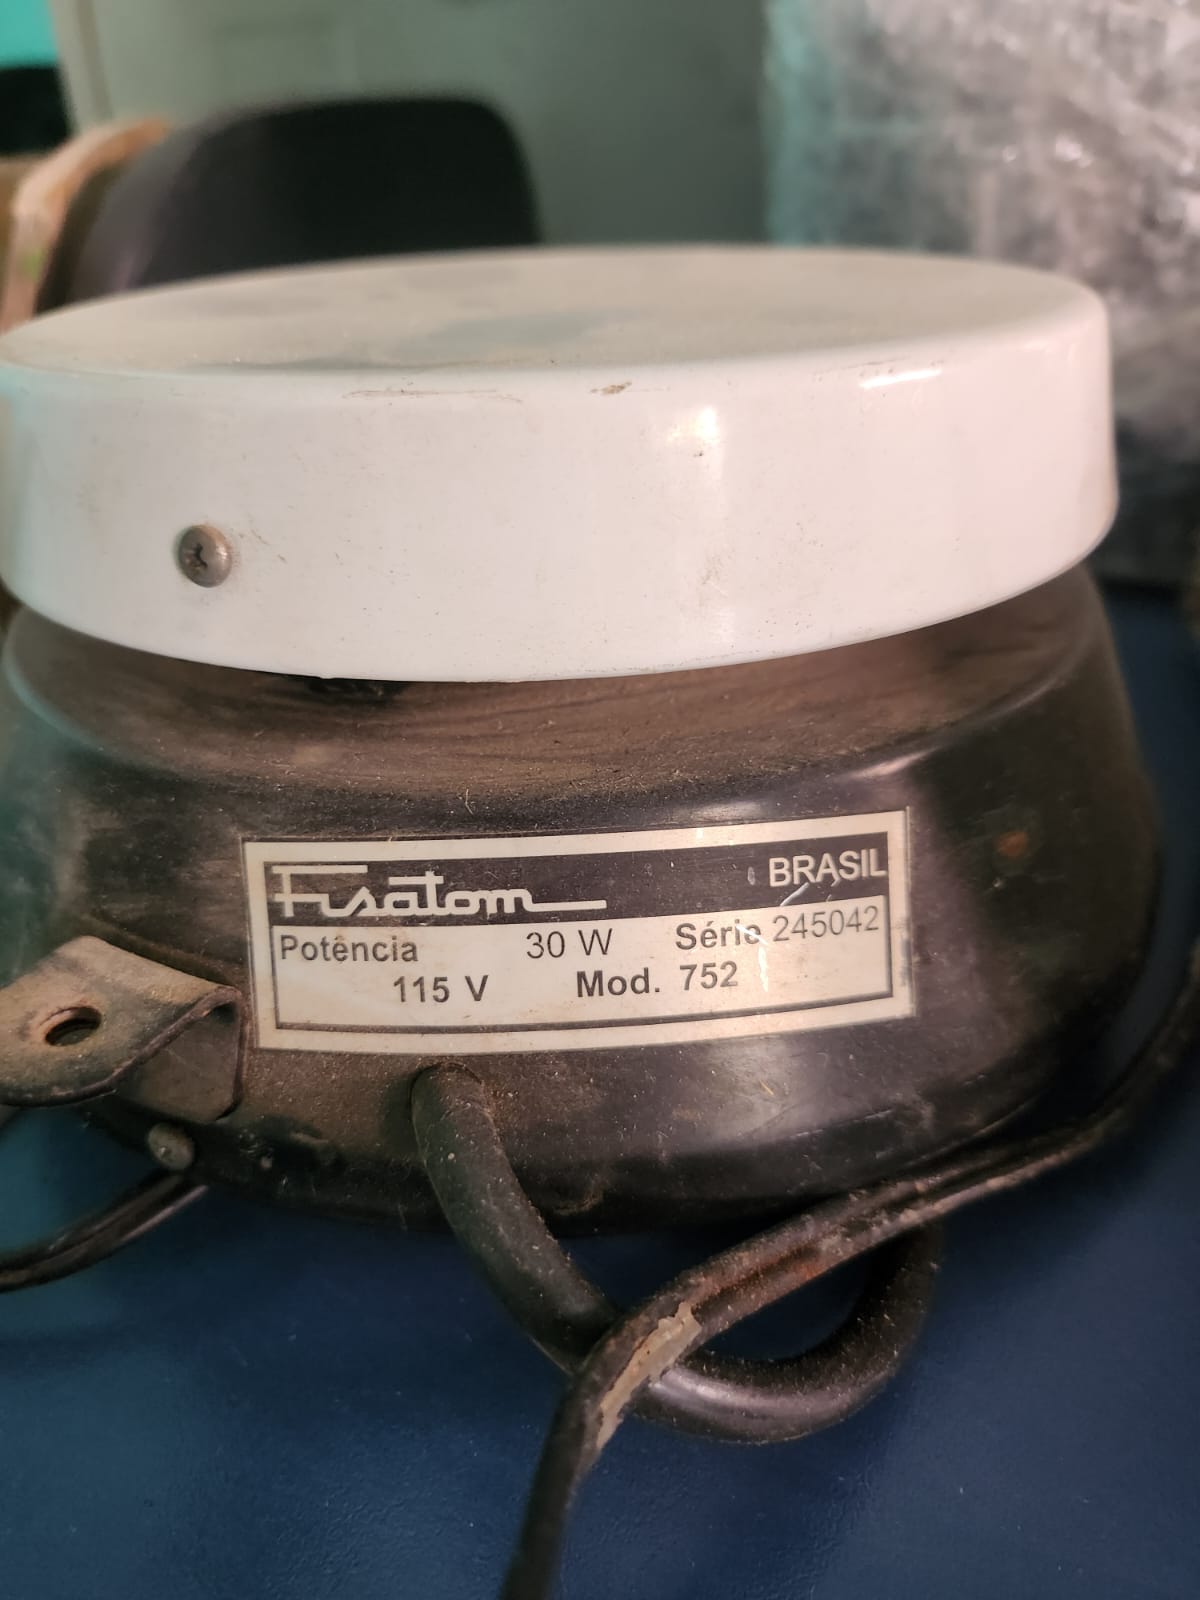 Fisatom BRASIL
Potência 30 W Série 245042
115 V Mod. 752